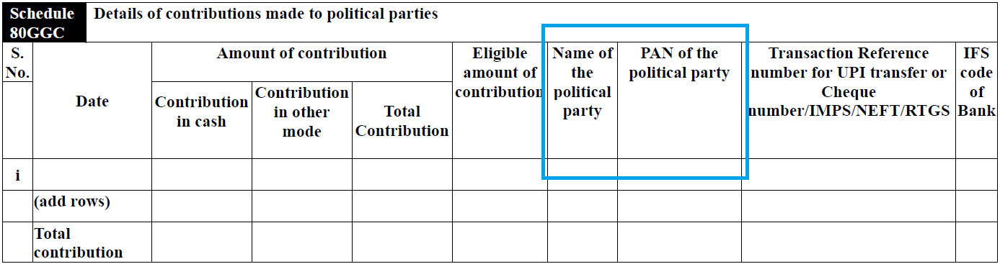 Schedule
80GGC
Details of contributions made to political parties
S.
No.
Date
Amount of contribution
Contribution
in cash
Contribution
in other
mode
Total
Contribution
Eligible
amount of
contribution
Name of
the
political
party
PAN of the
political party
Transaction Reference
number for UPI transfer or
Cheque
number/IMPS/NEFT/RTGS
IFS
code
of
Bank
i
(add rows)
Total
contribution